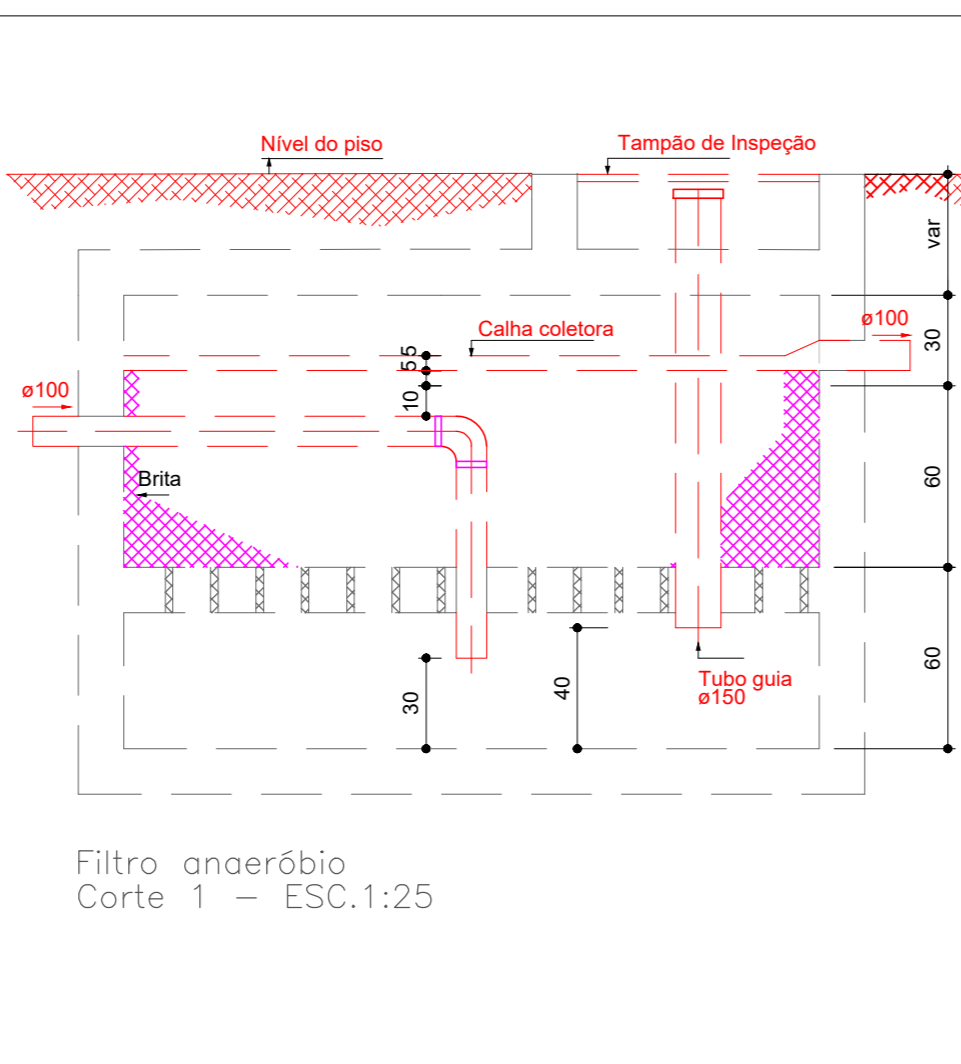 Nível do piso
Tampão de Inspeção
var
Calha coletora
ø100
30
5
5
10
ø100
Brita
60
60
30
40
Tubo guia
ø150
Filtro anaeróbio
Corte 1 – ESC.1:25